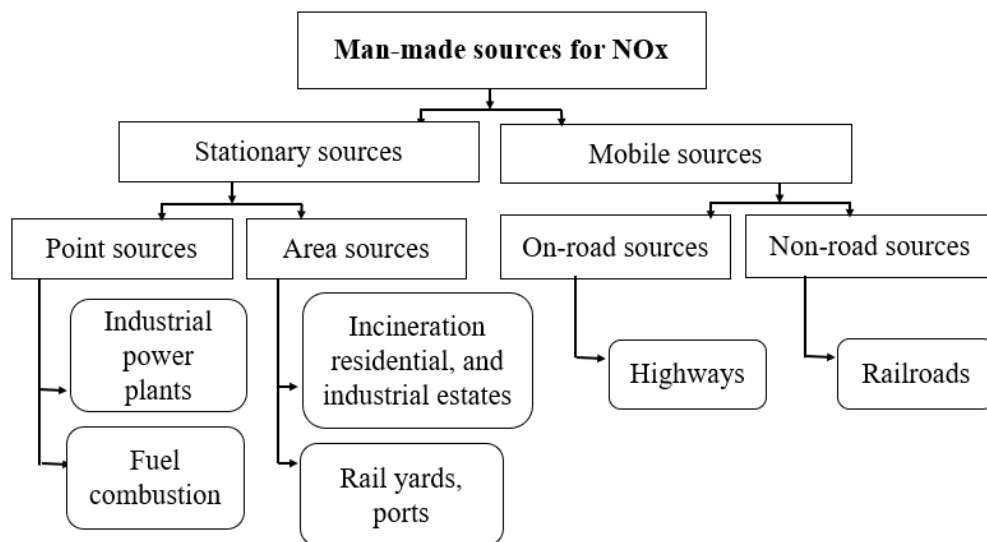 Man-made sources for NOx
Stationary sources
Mobile sources
Point sources
Area sources
On-road sources
Non-road sources
Industrial
power
plants
Incineration
residential, and
industrial estates
Highways
Railroads
Fuel
combustion
Rail yards,
ports